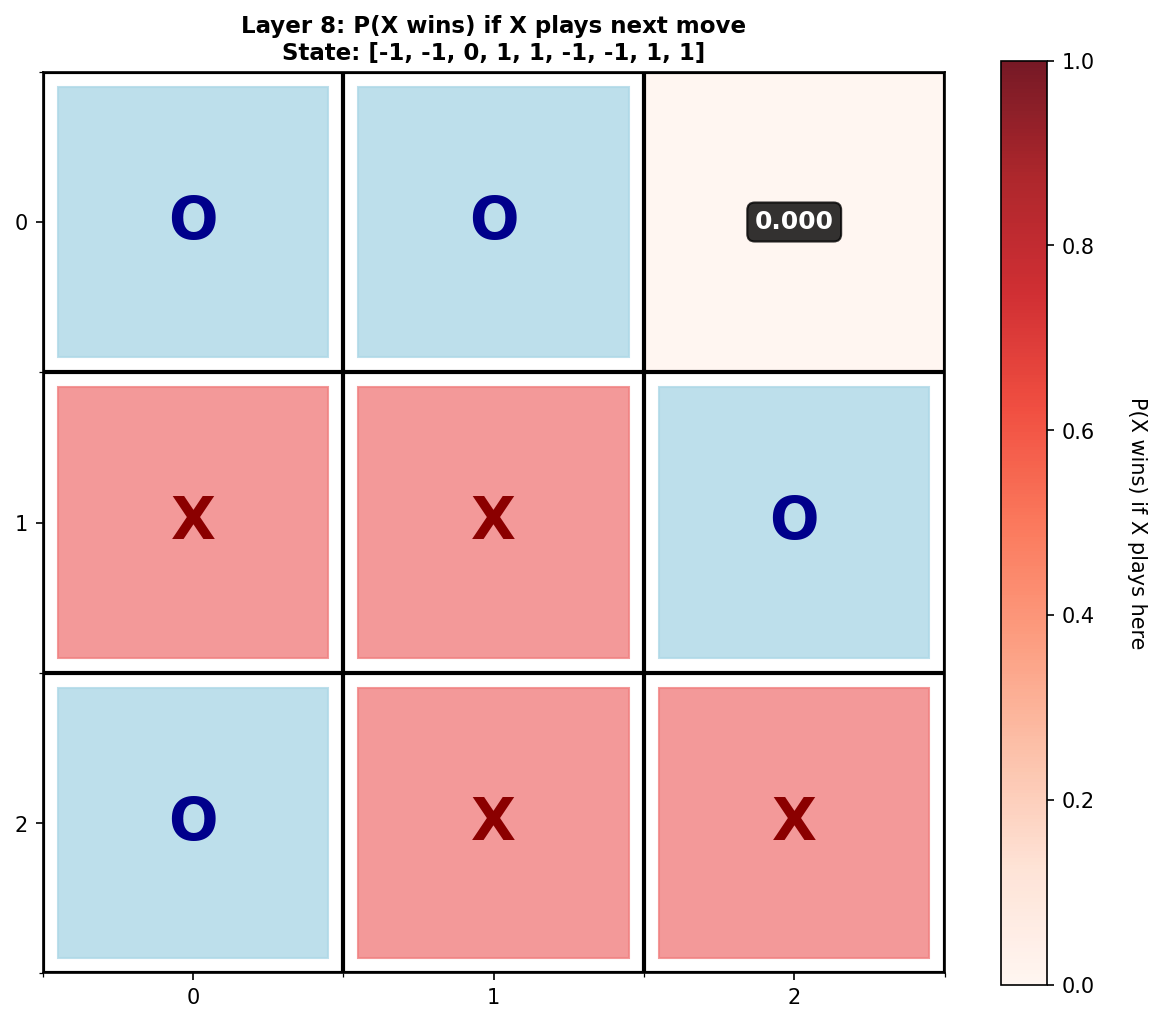 Layer 8: P(X wins) if X plays next move
State: [-1, -1, 0, 1, 1, -1, -1, 1, 1]
0 O O 0.000
1 X X O
2 O X X
0 1 2
1.0
0.8
0.6
0.4
0.2
0.0
P(X wins) if X plays here